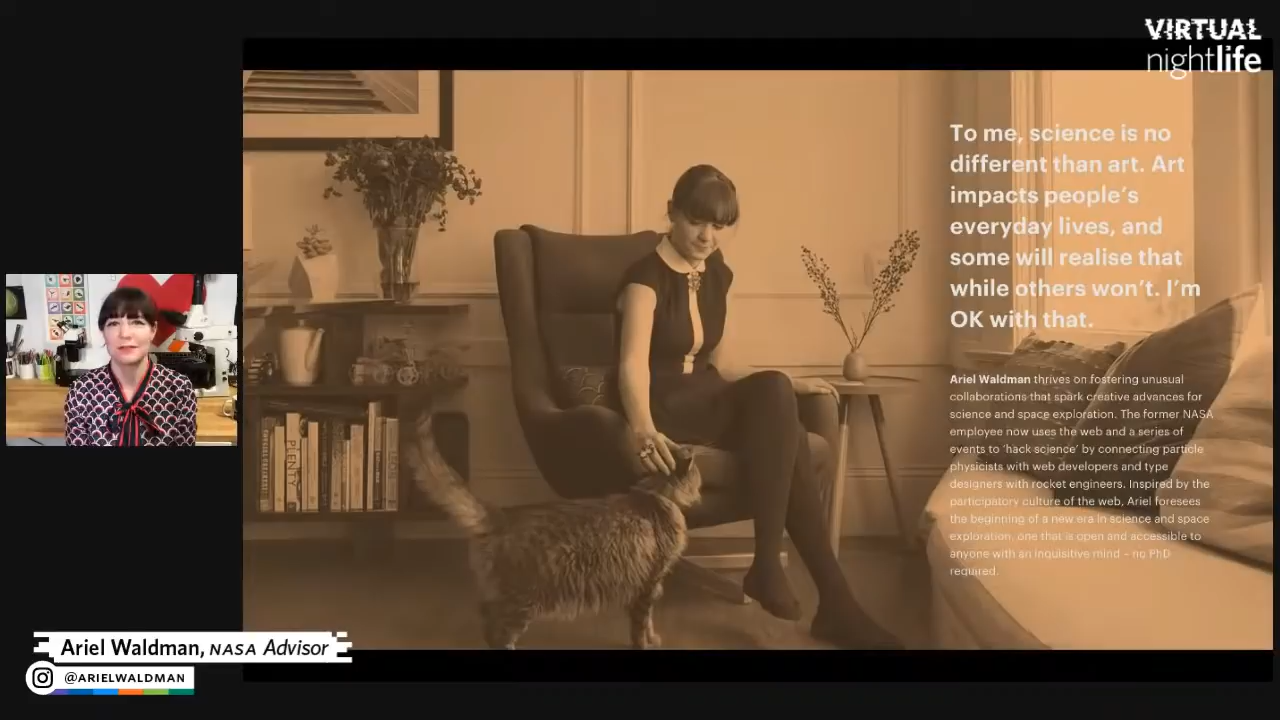 VIRTUAL
nightlife
To me, science is no
different than art. Art
impacts people's
everyday lives, and
some will realise that
while others won't. I'm
OK with that.
Ariel Waldman thrives on fostering unusual
collaborations that spark creative advances for
science and space exploration. The former NASA
employee now uses the web and a series of
events to 'hack science' by connecting particle
physicists with web developers and type
designers with rocket engineers. Inspired by the
participatory culture of the web, Ariel foresees
the beginning of a new era in science and space
exploration, one that is open and accessible to
anyone with an inquisitive mind – no PhD
required.
PLENTY
Ariel Waldman, NASA Advisor
@ARIELWALDMAN